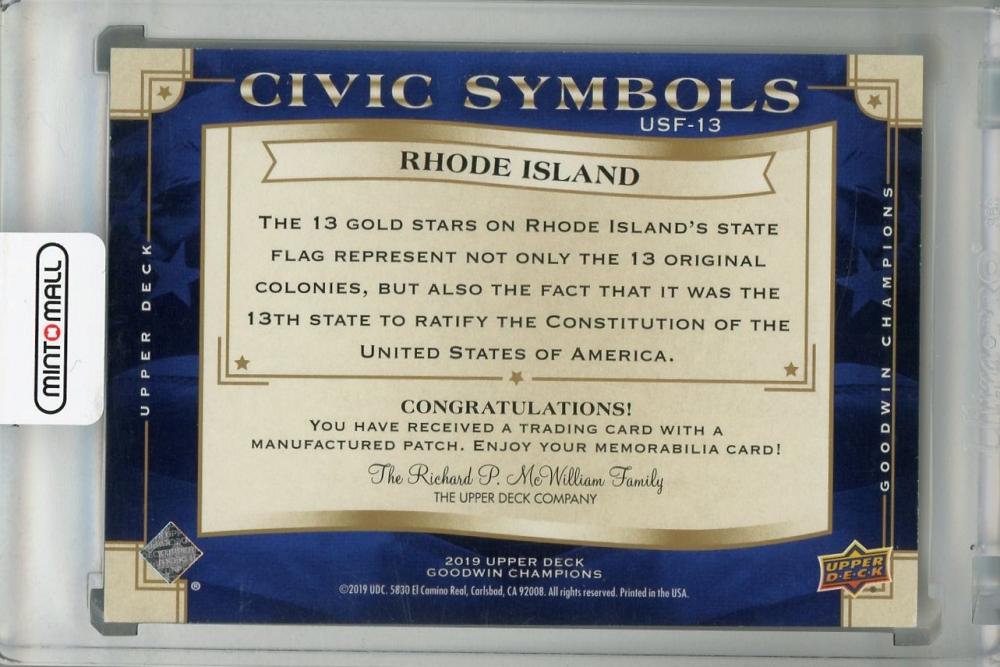 CIVIC SYMBOLS
USF-13
RHODE ISLAND
THE 13 GOLD STARS ON RHODE ISLAND'S STATE
FLAG REPRESENT NOT ONLY THE 13 ORIGINAL
COLONIES, BUT ALSO THE FACT THAT IT WAS THE
13TH STATE TO RATIFY THE CONSTITUTION OF THE
UNITED STATES OF AMERICA.
CONGRATULATIONS!
YOU HAVE RECEIVED A TRADING CARD WITH A
MANUFACTURED PATCH. ENJOY YOUR MEMORABILIA CARD!
The Richard P. McWilliam Family
THE UPPER DECK COMPANY
2019 UPPER DECK
GOODWIN CHAMPIONS
©2019 UDC. 5830 El Camino Real, Carlsbad, CA 92008. All rights reserved. Printed in the USA.
UPPER DECK
GOODWIN CHAMPIONS
MINTOMALL
®
UPPER
D·E·C·K